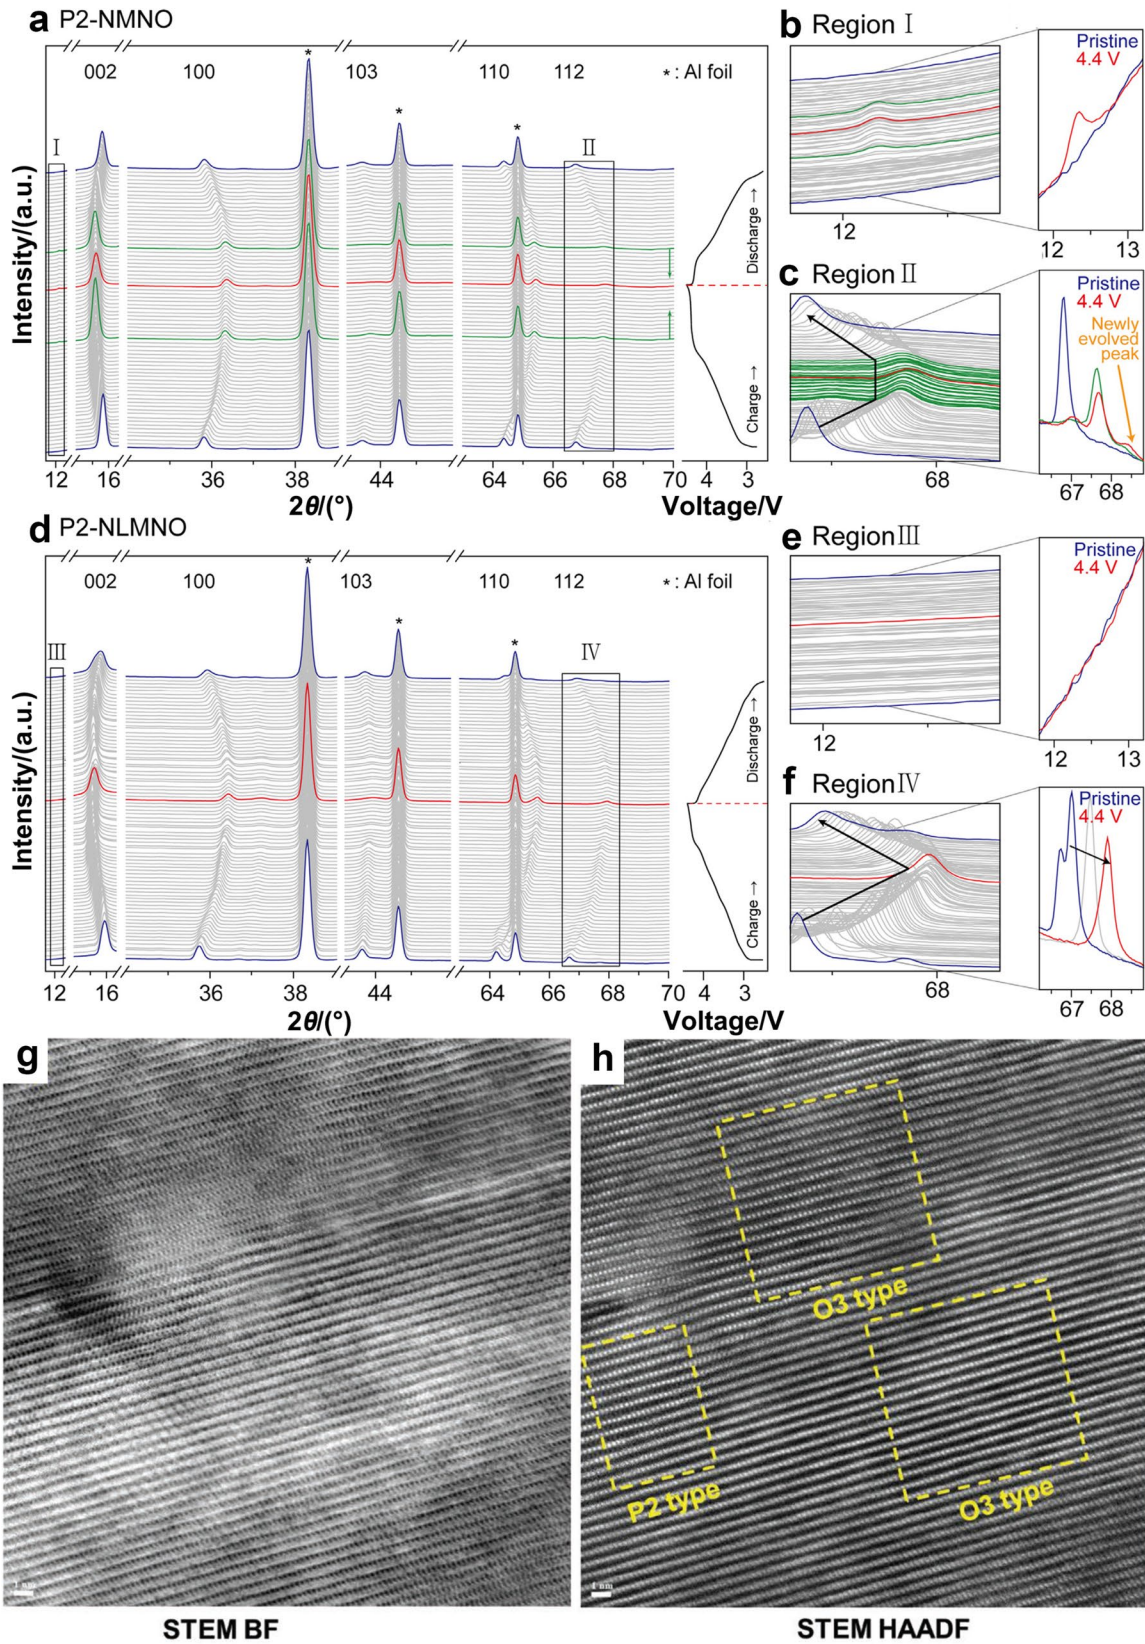 a P2-NMNO
002 100 103 110 112 *: Al foil
* * *
I II
Intensity/(a.u.)
Discharge →
Charge →
12 16 36 38 44 64 66 68 70 4 3
2θ/(°) Voltage/V
b Region I
Pristine
4.4 V
12 12 13
c Region II
Pristine
4.4 V
Newly
evolved
peak
68 67 68
d P2-NLMNO
002 100 103 110 112 *: Al foil
* * *
III IV
Intensity/(a.u.)
Discharge →
Charge →
12 16 36 38 44 64 66 68 70 4 3
2θ/(°) Voltage/V
e Region III
Pristine
4.4 V
12 12 13
f Region IV
Pristine
4.4 V
68 67 68
g
1 nm
STEM BF
h
O3 type
P2 type
O3 type
1 nm
STEM HAADF